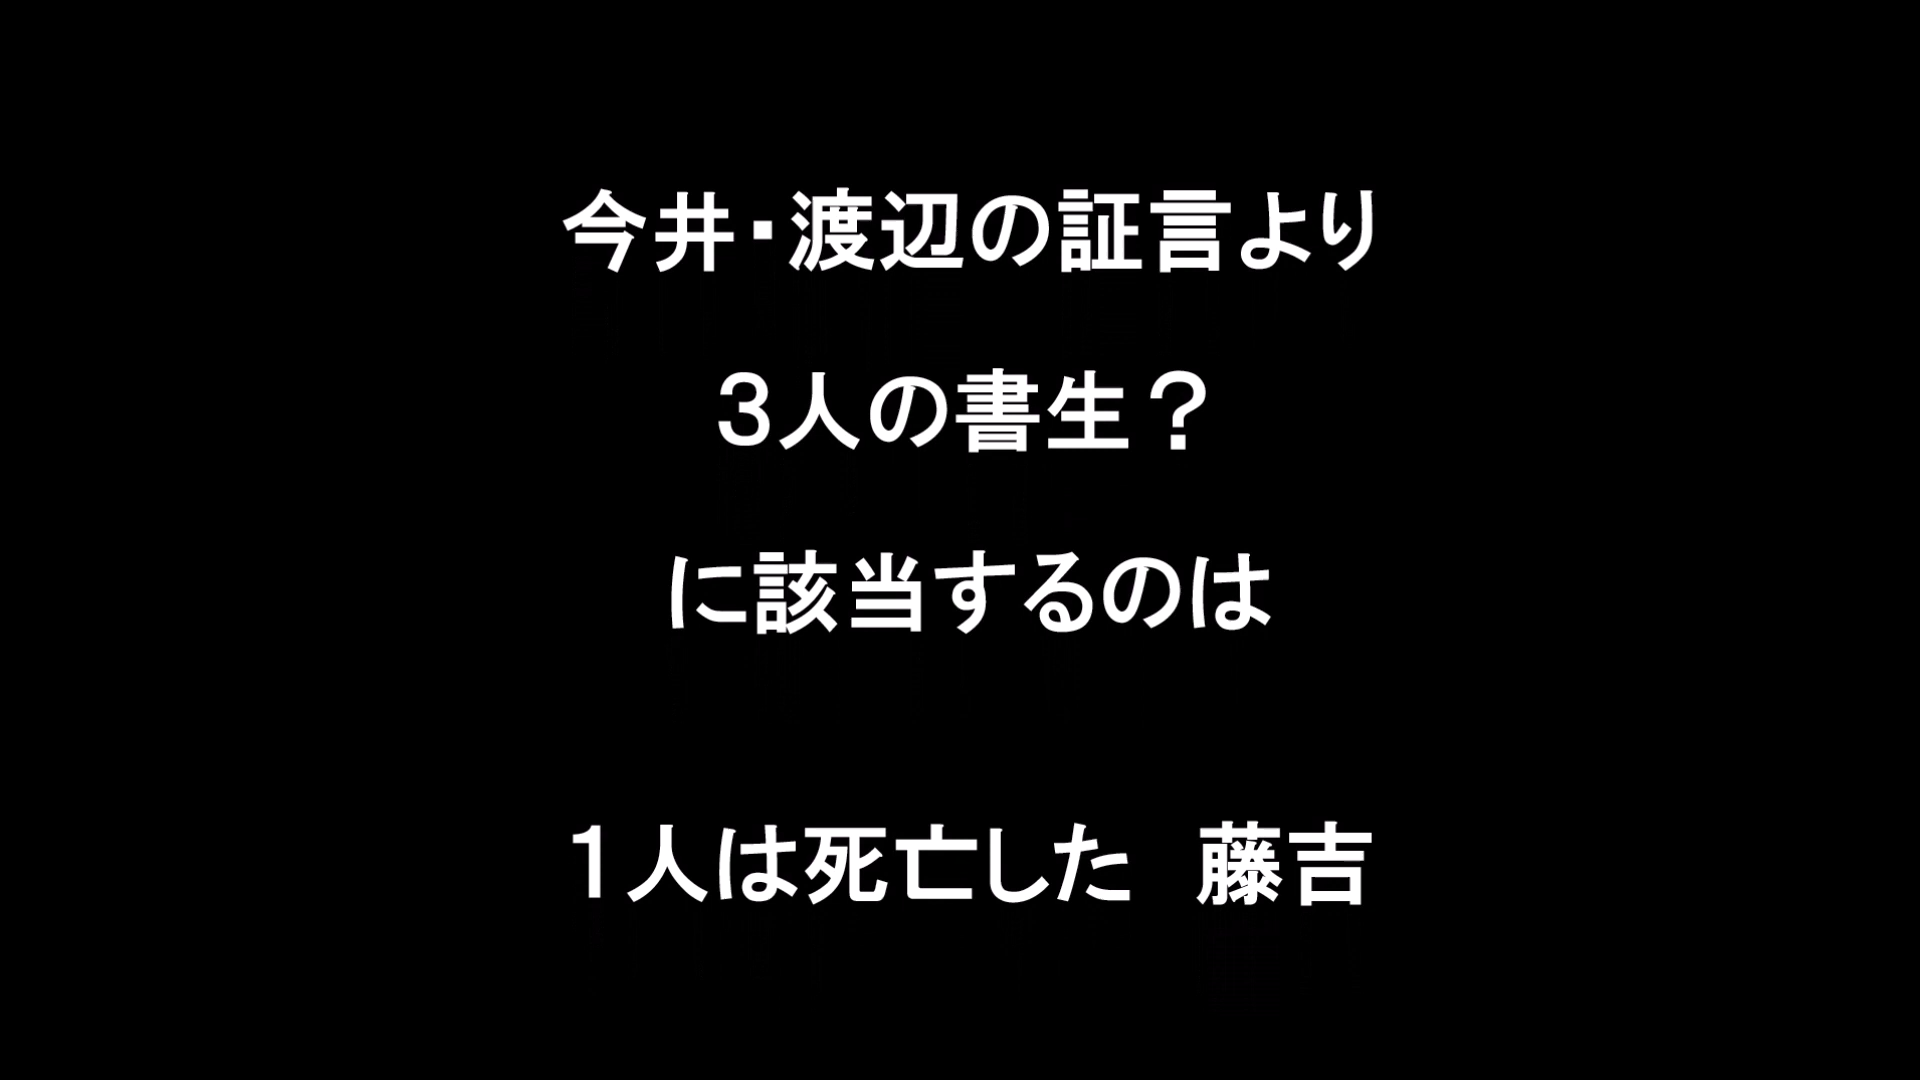 今井・渡辺の証言より
３人の書生？
に該当するのは
１人は死亡した　藤吉